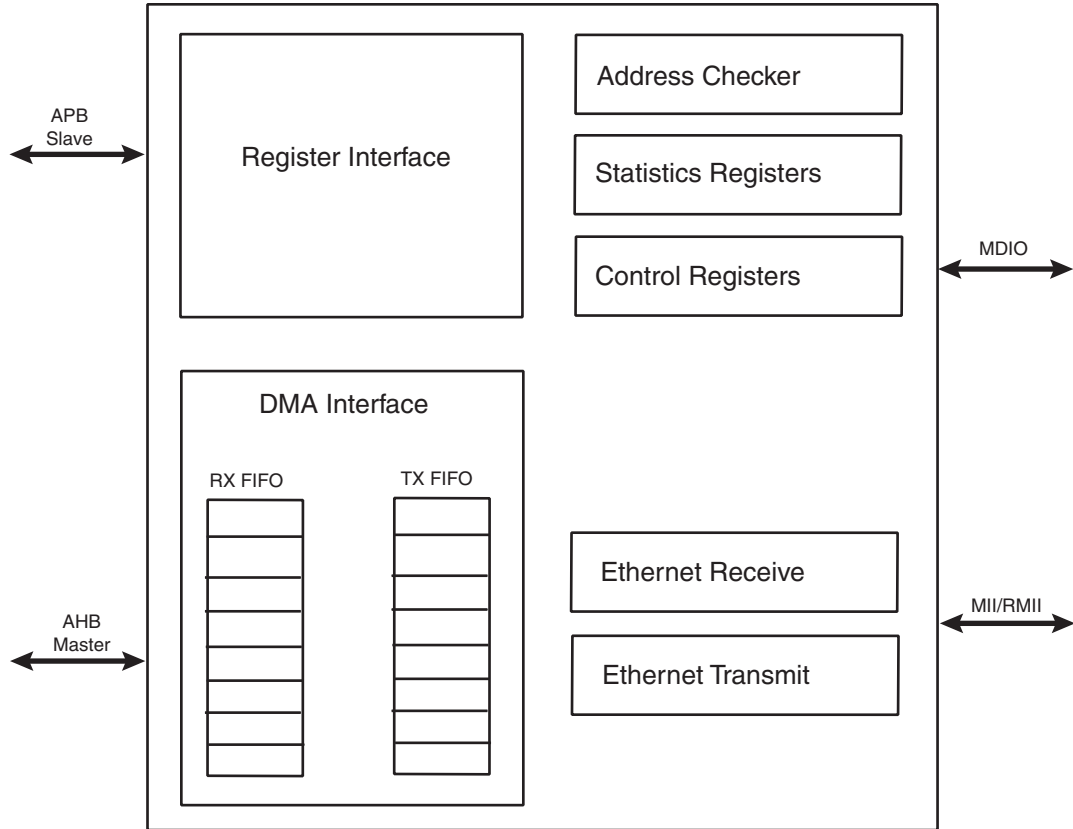 APB
Slave
Register Interface
Address Checker
Statistics Registers
Control Registers
MDIO
DMA Interface
RX FIFO
TX FIFO
Ethernet Receive
Ethernet Transmit
AHB
Master
MII/RMII